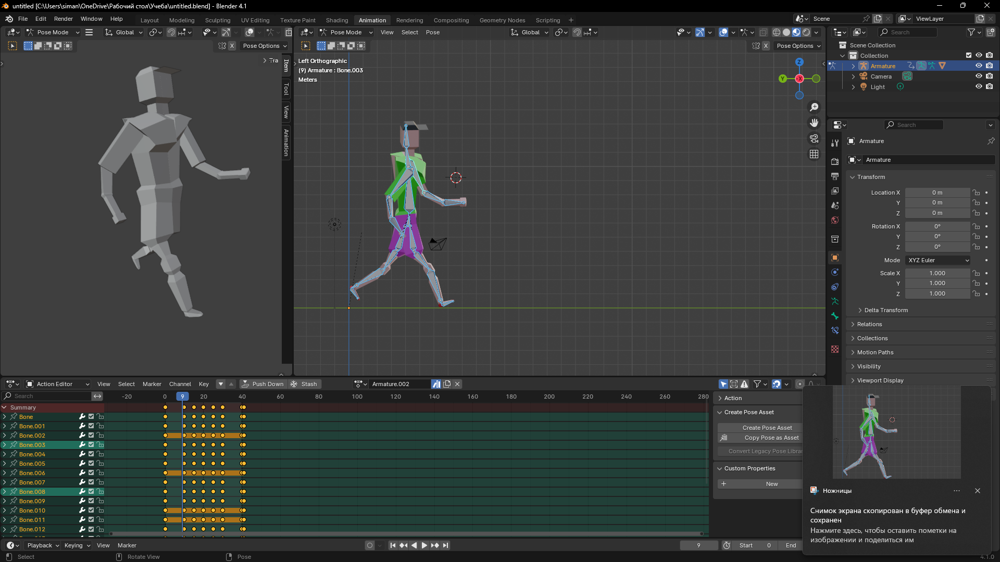 untitled [C:\Users\siman\OneDrive\Рабочий стол\Учеба\untitled.blend] - Blender 4.1
File Edit Render Window Help Layout Modeling Sculpting UV Editing Texture Paint Shading Animation Rendering Compositing Geometry Nodes Scripting + Scene ViewLayer
Pose Mode Global
X Pose Options
Tra
Item
Tool
View
Animation
Pose Mode View Select Pose Global
X Pose Options
Left Orthographic
(9) Armature : Bone.003
Meters
Z
Y -X
Search
Scene Collection
Collection
Armature
Camera
Light
Search
Armature
Armature
Transform
Location X 0 m
Y 0 m
Z 0 m
Rotation X 0°
Y 0°
Z 0°
Mode XYZ Euler
Scale X 1.000
Y 1.000
Z 1.000
Delta Transform
Relations
Collections
Motion Paths
Visibility
Viewport Display
Action Editor View Select Marker Channel Key Push Down Stash Armature.002
Search -20 0 9 20 40 60 80 100 120 140 160 180 200 220 240 260 280
Summary
Bone
Bone.001
Bone.002
Bone.003
Bone.004
Bone.005
Bone.006
Bone.007
Bone.008
Bone.009
Bone.010
Bone.011
Bone.012
Action
Create Pose Asset
Create Pose Asset
Copy Pose as Asset
Convert Legacy Pose Librar
Custom Properties
New
Ножницы
Снимок экрана скопирован в буфер обмена и
сохранен
Нажмите здесь, чтобы оставить пометки на
изображении и поделиться им
Playback Keying View Marker 9 Start 0 End
Select Rotate View Pose 4.1.0